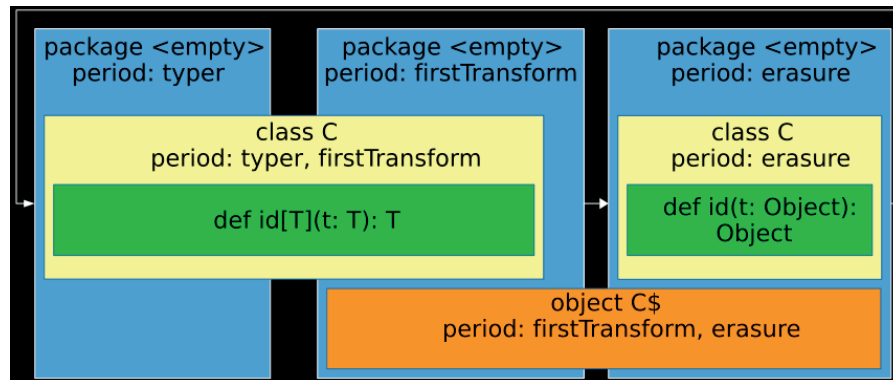 package <empty>
period: typer
package <empty>
period: firstTransform
package <empty>
period: erasure
class C
period: typer, firstTransform
def id[T](t: T): T
class C
period: erasure
def id(t: Object):
Object
object C$
period: firstTransform, erasure